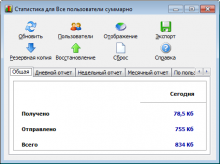 Статистика для Все пользователи суммарно
Обновить Пользователи Отображение Экспорт
Резервная копия Восстановление Сброс Справка
Общая Дневной отчет Недельный отчет Месячный отчет По польз
Сегодня
Получено 78,5 Кб
Отправлено 755 Кб
Всего 834 Кб